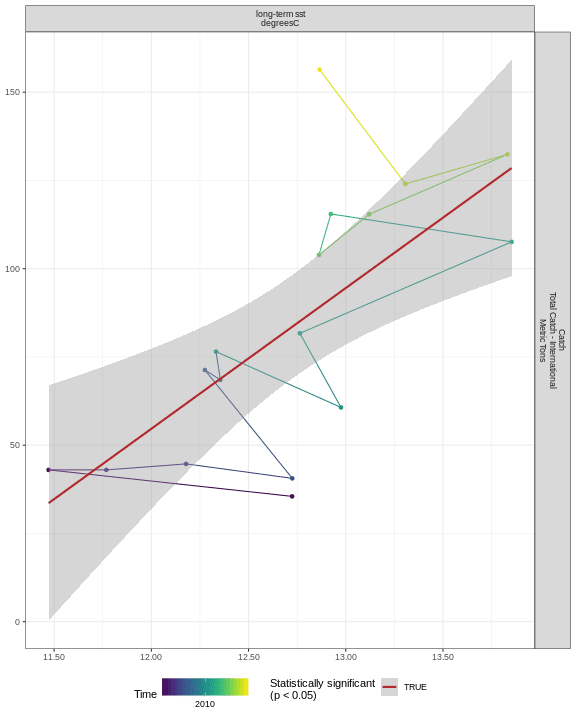 long-term sst
degreesC
150
100
50
0
11.50
12.00
12.50
13.00
13.50
Catch
Total Catch - International
Metric Tons
Time
2010
Statistically significant
(p < 0.05)
TRUE